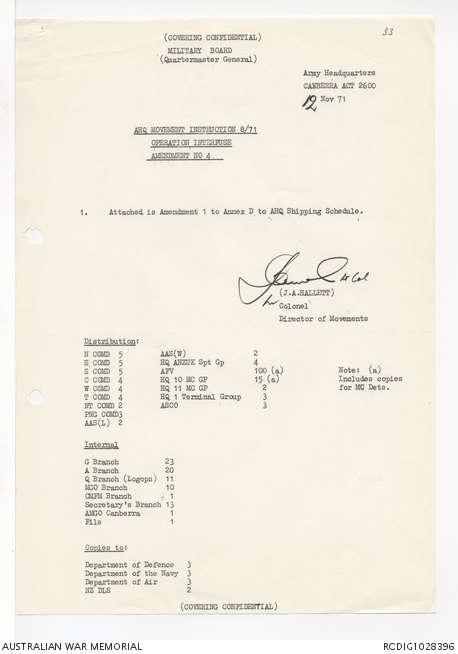 (COVERING CONFIDENTIAL)
33
MILITARY BOARD
(Quartermaster General)
Army Headquarters
CANBERRA ACT 2600
12 Nov 71
AHQ MOVEMENT INSTRUCTION 8/71
OPERATION INTERFUSE
AMENDMENT NO 4
1. Attached is Amendment 1 to Annex D to AHQ Shipping Schedule.
Lt Col
(J.A.HALLETT)
Colonel
Director of Movements
Distribution:
N COMD 5 AAS(W) 2
E COMD 5 HQ ANZUK Spt Gp 4
S COMD 5 AFV 100 (a) Note: (a)
C COMD 4 HQ 10 MC GP 15 (a) Includes copies
W COMD 4 HQ 11 MC GP 2 for MC Dets.
T COMD 4 HQ 1 Terminal Group 3
NT COMD 2 ASCO 3
PNG COMD3
AAS(L) 2
Internal
G Branch 23
A Branch 20
Q Branch (Logops) 11
MGO Branch 10
CMFM Branch 1
Secretary's Branch 13
AMGO Canberra 1
File 1
Copies to:
Department of Defence 3
Department of the Navy 3
Department of Air 3
NZ DLS 2
(COVERING CONFIDENTIAL)
AUSTRALIAN WAR MEMORIAL RCDIG1028396